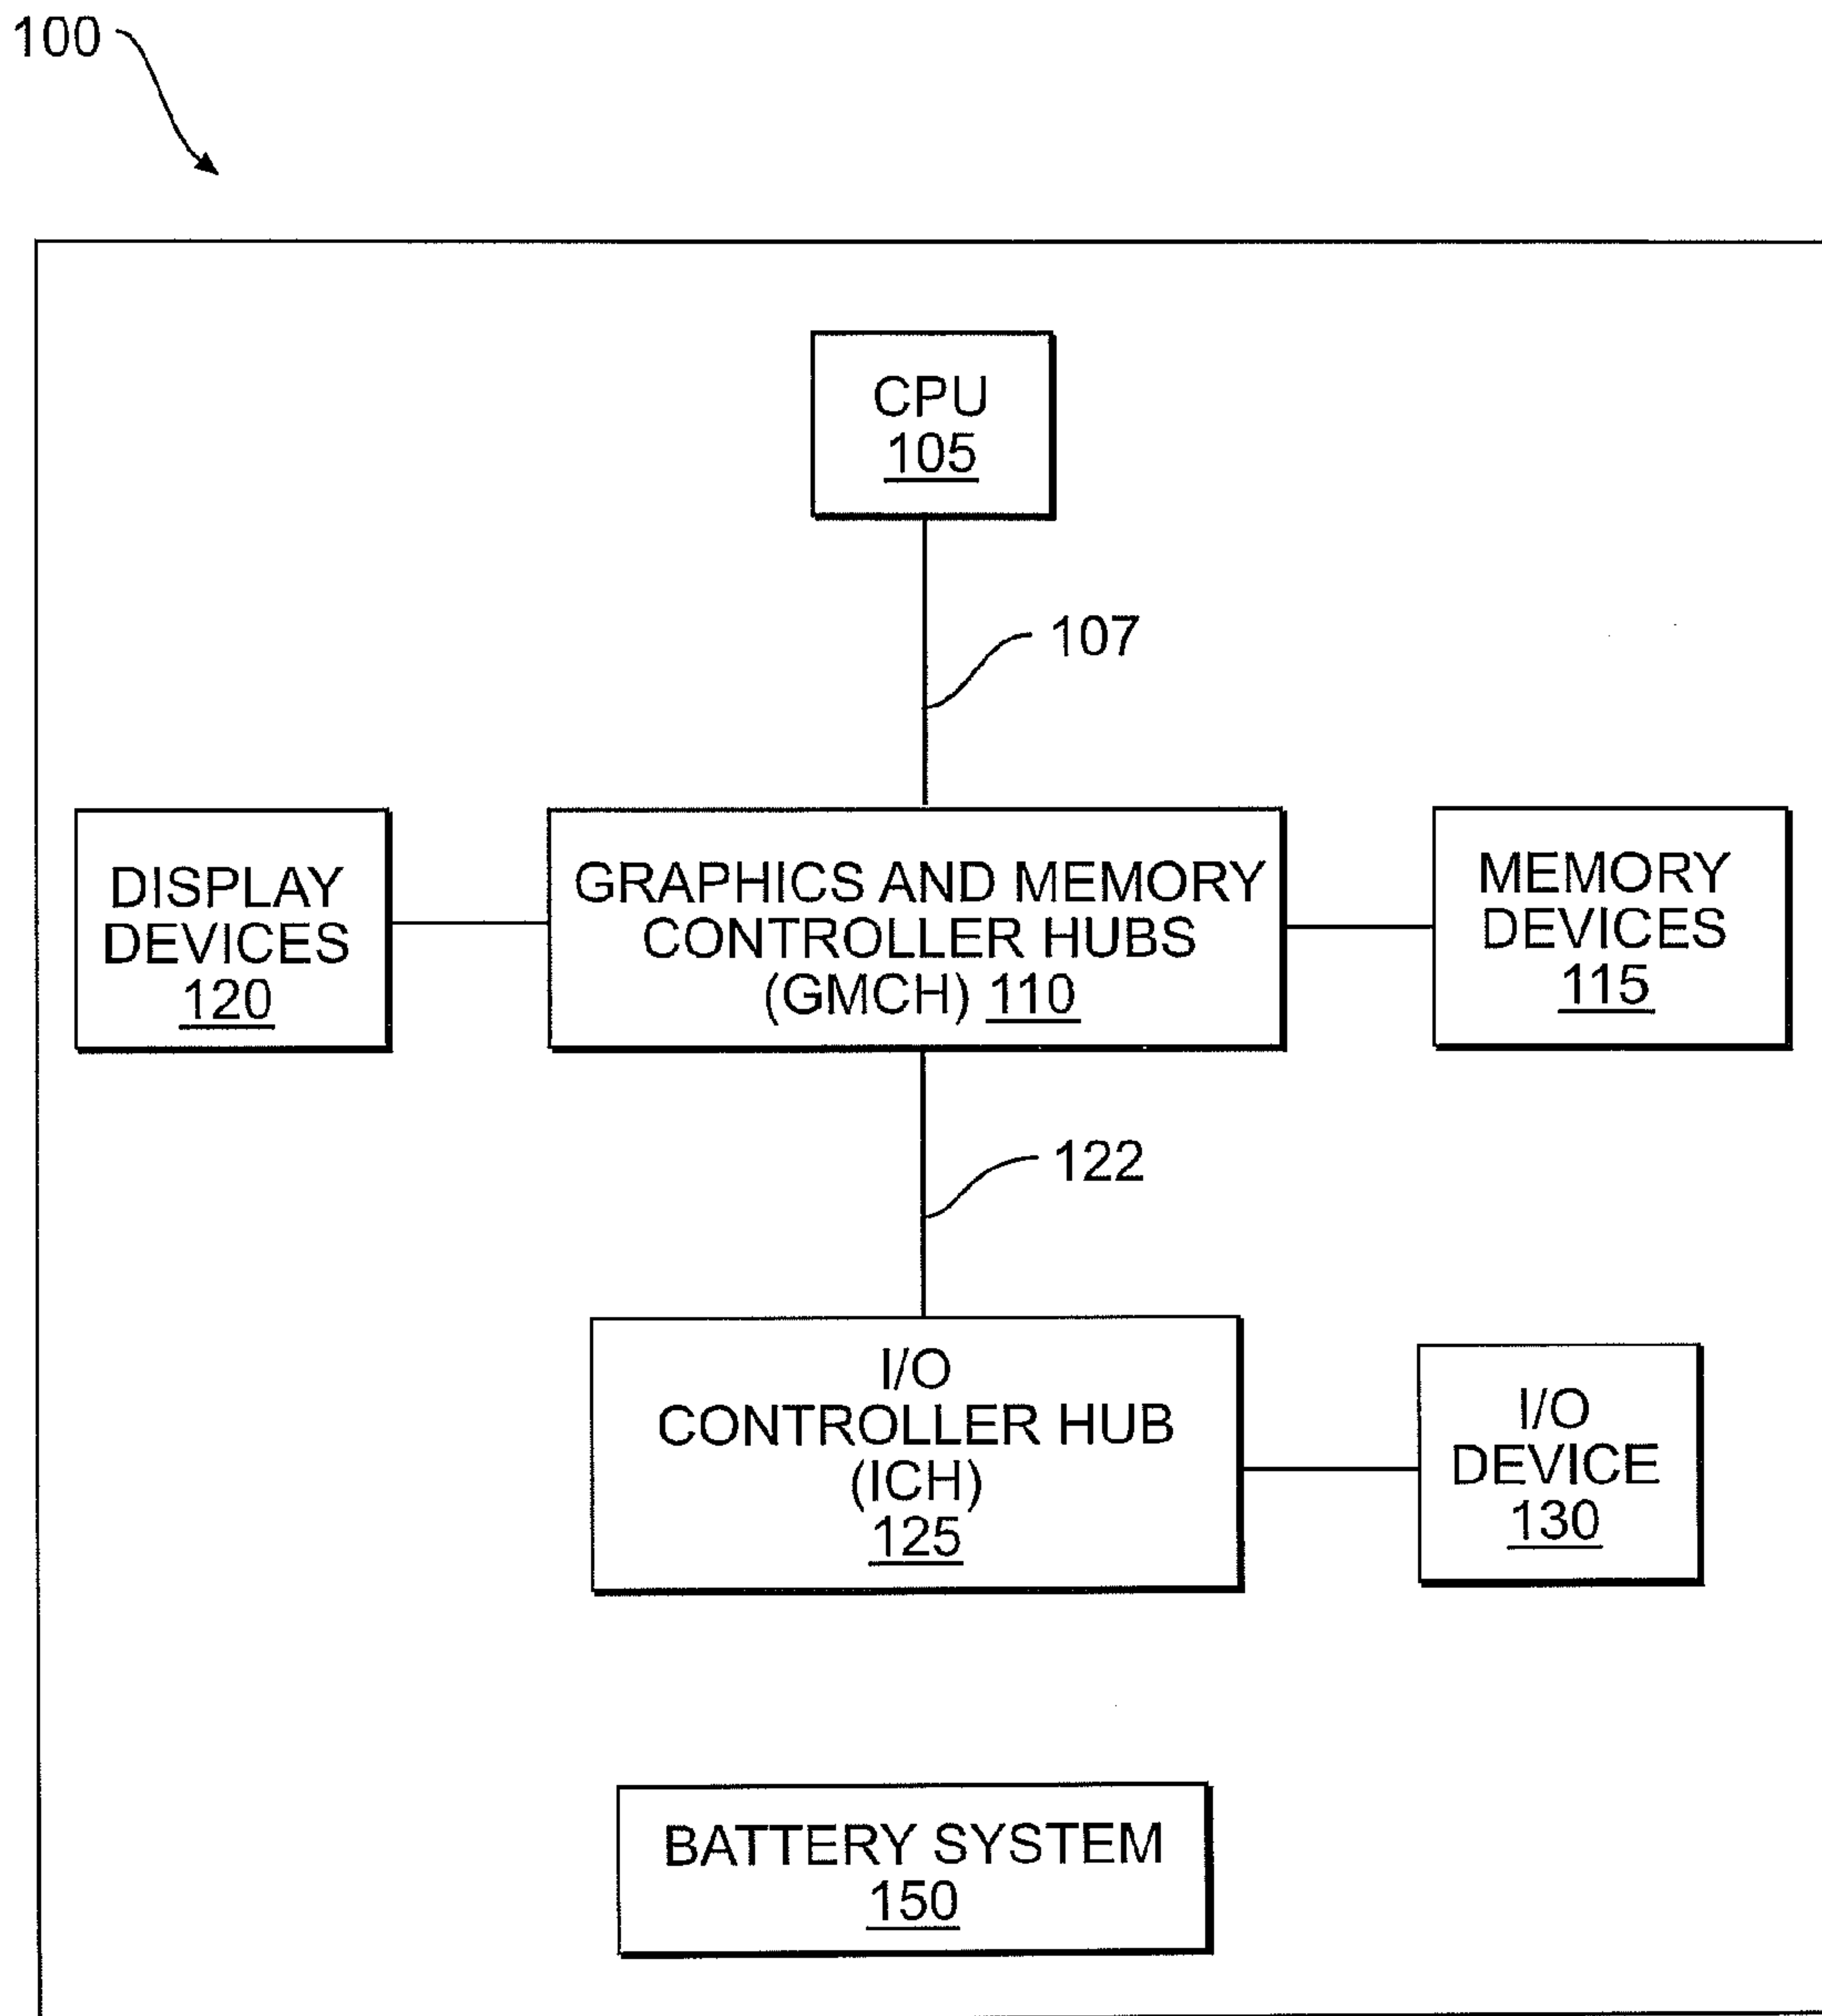 100
CPU
105
107
DISPLAY
DEVICES
120
GRAPHICS AND MEMORY
CONTROLLER HUBS
(GMCH) 110
MEMORY
DEVICES
115
122
I/O
CONTROLLER HUB
(ICH)
125
I/O
DEVICE
130
BATTERY SYSTEM
150